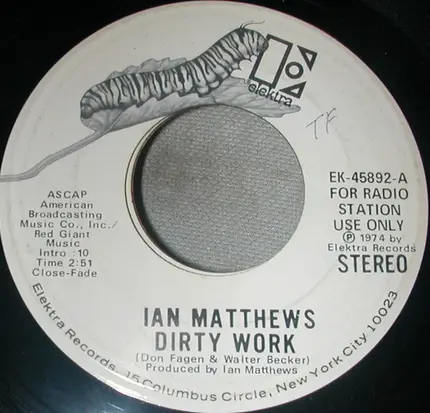 elektra
TF
ASCAP
American
Broadcasting
Music Co., Inc./
Red Giant
Music
Intro :10
Time 2:51
Close-Fade
EK-45892-A
FOR RADIO
STATION
USE ONLY
Ⓟ 1974 by
Elektra Records
STEREO
IAN MATTHEWS
DIRTY WORK
(Don Fagen & Walter Becker)
Produced by Ian Matthews
Elektra Records, 15 Columbus Circle, New York City 10023